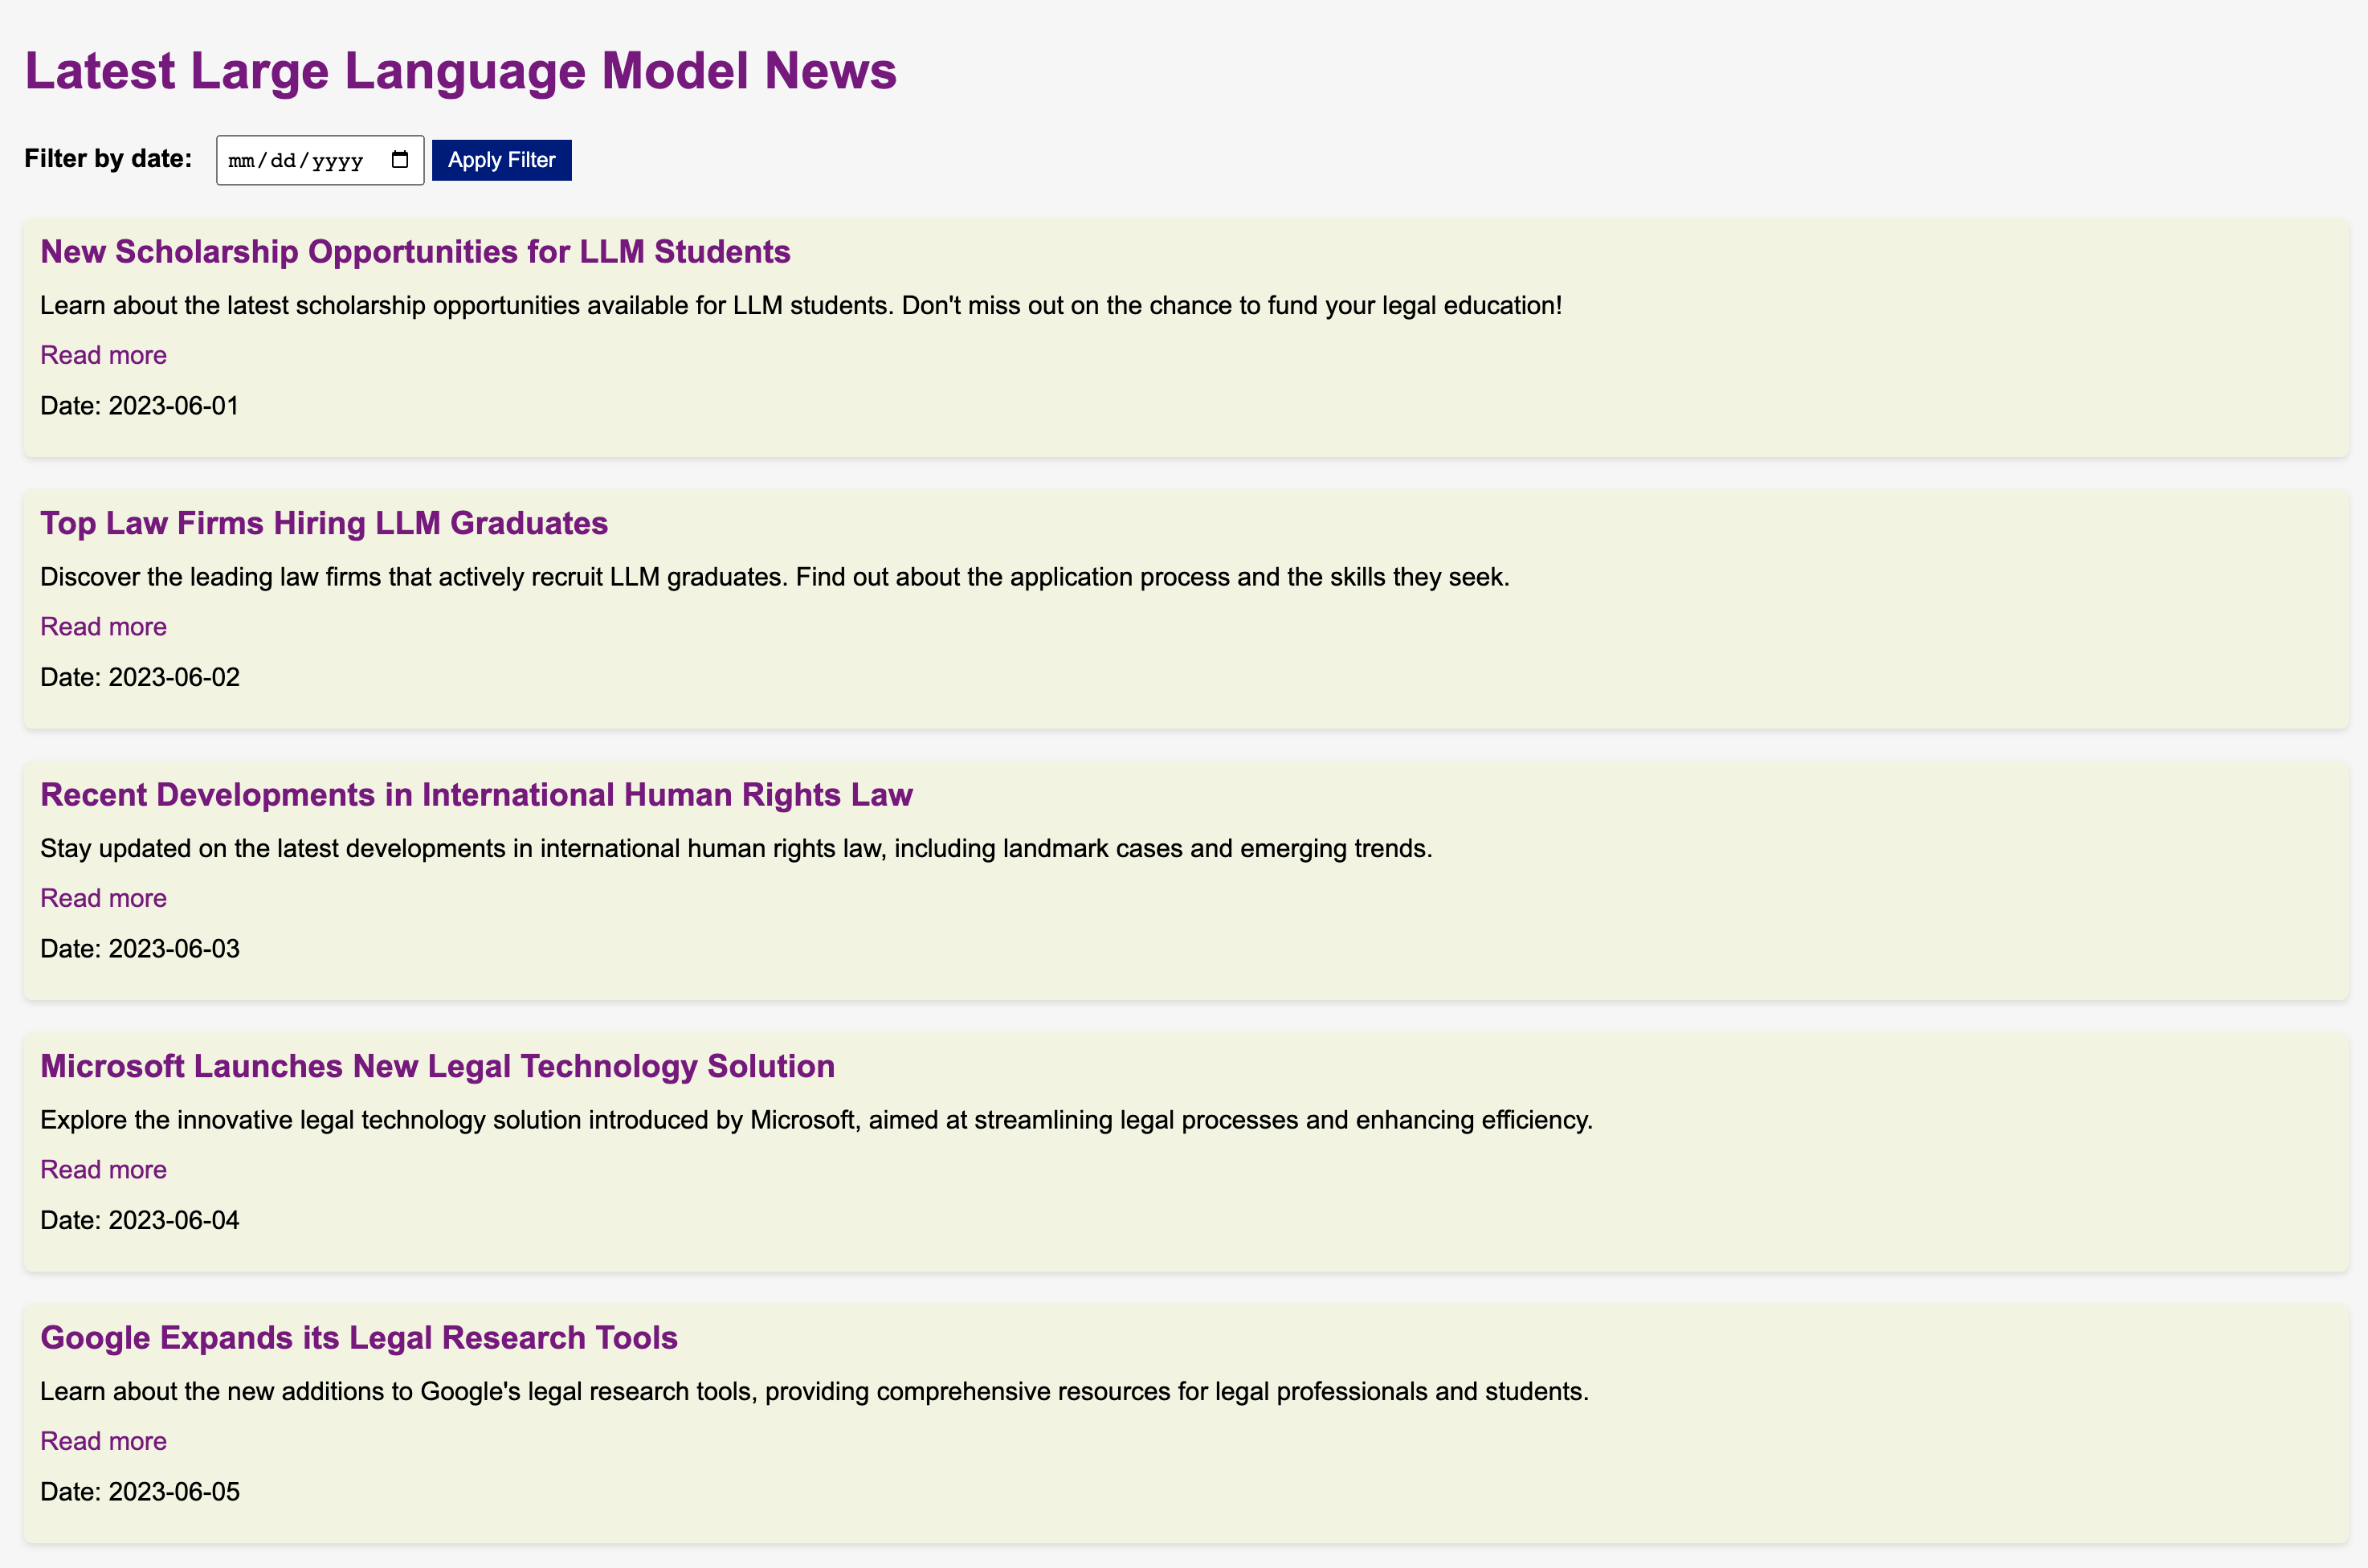 Latest Large Language Model News
Filter by date: mm/dd/yyyy Apply Filter
New Scholarship Opportunities for LLM Students
Learn about the latest scholarship opportunities available for LLM students. Don't miss out on the chance to fund your legal education!
Read more
Date: 2023-06-01
Top Law Firms Hiring LLM Graduates
Discover the leading law firms that actively recruit LLM graduates. Find out about the application process and the skills they seek.
Read more
Date: 2023-06-02
Recent Developments in International Human Rights Law
Stay updated on the latest developments in international human rights law, including landmark cases and emerging trends.
Read more
Date: 2023-06-03
Microsoft Launches New Legal Technology Solution
Explore the innovative legal technology solution introduced by Microsoft, aimed at streamlining legal processes and enhancing efficiency.
Read more
Date: 2023-06-04
Google Expands its Legal Research Tools
Learn about the new additions to Google's legal research tools, providing comprehensive resources for legal professionals and students.
Read more
Date: 2023-06-05